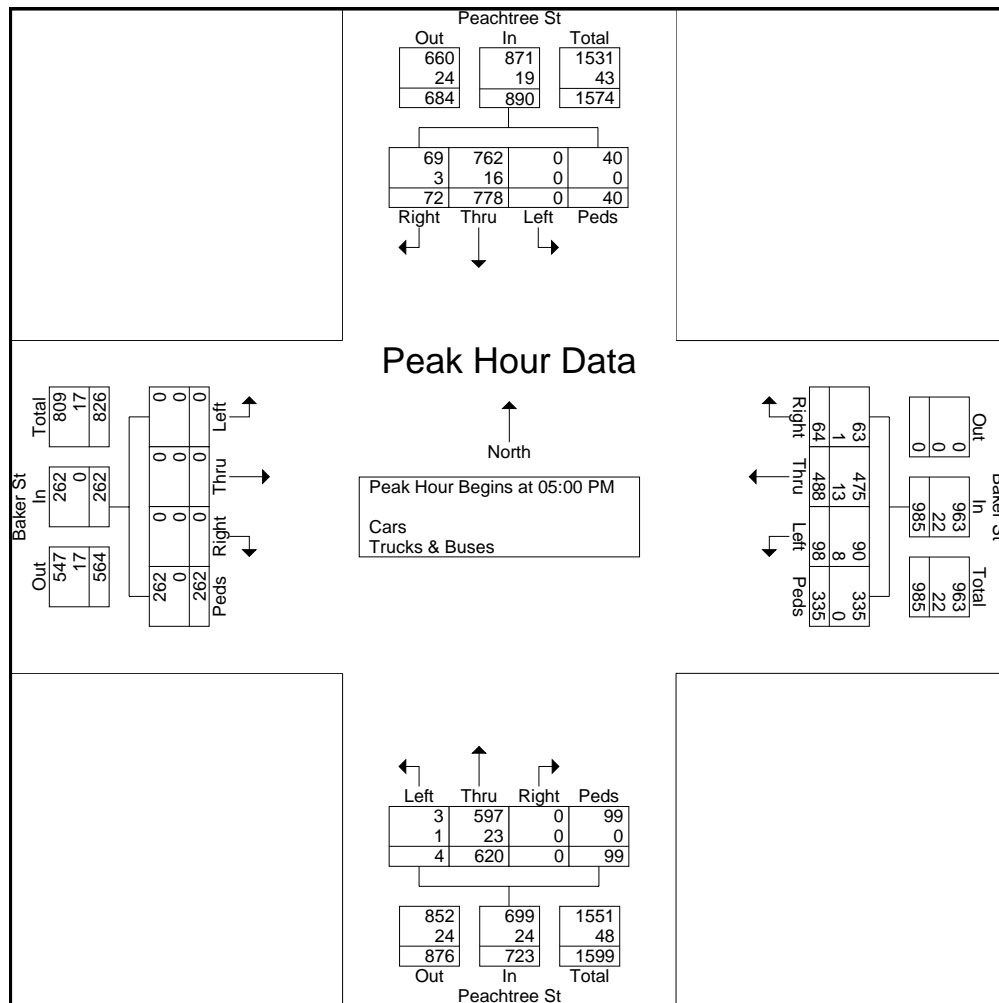 Peachtree St
Out In Total
660 871 1531
24 19 43
684 890 1574
69 762 0 40
3 16 0 0
72 778 0 40
Right Thru Left Peds
Peak Hour Data
North
Peak Hour Begins at 05:00 PM
Cars
Trucks & Buses
Baker St
Total In Out
809 262 547
17 0 17
826 262 564
0 0 0 262
0 0 0 0
0 0 0 262
Left Thru Right Peds
Baker St
Out In Total
0 963 963
0 22 22
0 985 985
63 475 90 335
1 13 8 0
64 488 98 335
Right Thru Left Peds
Left Thru Right Peds
3 597 0 99
1 23 0 0
4 620 0 99
852 699 1551
24 24 48
876 723 1599
Out In Total
Peachtree St